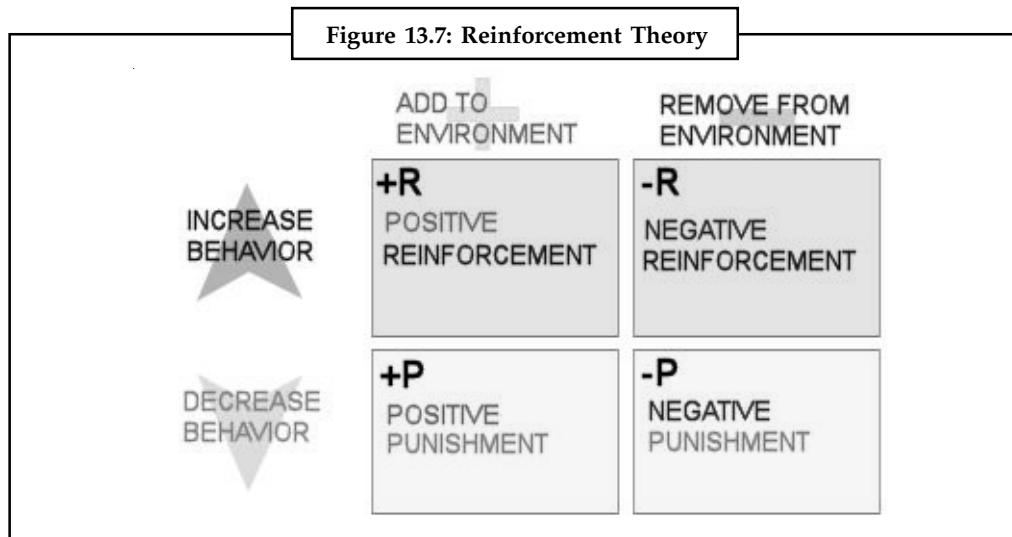 Figure 13.7: Reinforcement Theory
ADD TO
ENVIRONMENT
REMOVE FROM
ENVIRONMENT
INCREASE
BEHAVIOR
+R
POSITIVE
REINFORCEMENT
-R
NEGATIVE
REINFORCEMENT
DECREASE
BEHAVIOR
+P
POSITIVE
PUNISHMENT
-P
NEGATIVE
PUNISHMENT